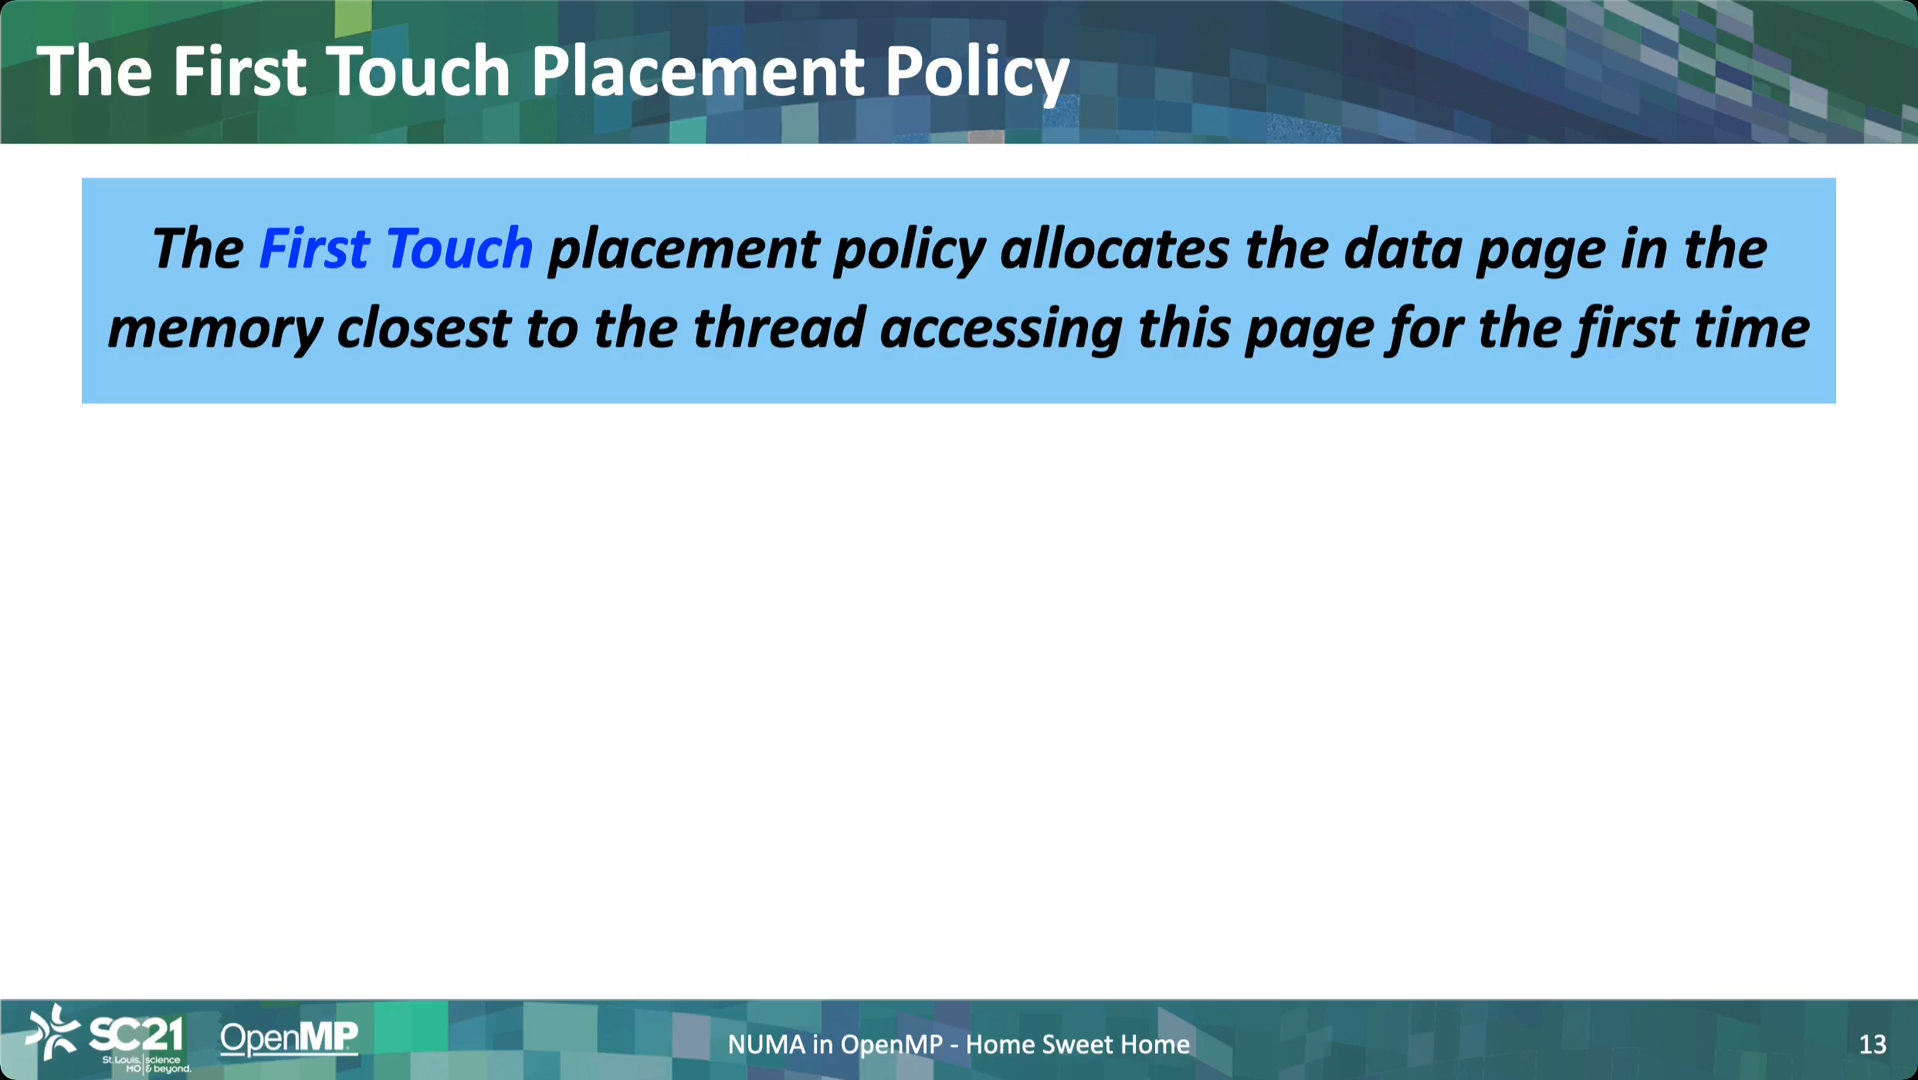 The First Touch Placement Policy
The First Touch placement policy allocates the data page in the
memory closest to the thread accessing this page for the first time
SC21
St. Louis, science
MO & beyond.
OpenMP
NUMA in OpenMP - Home Sweet Home
13